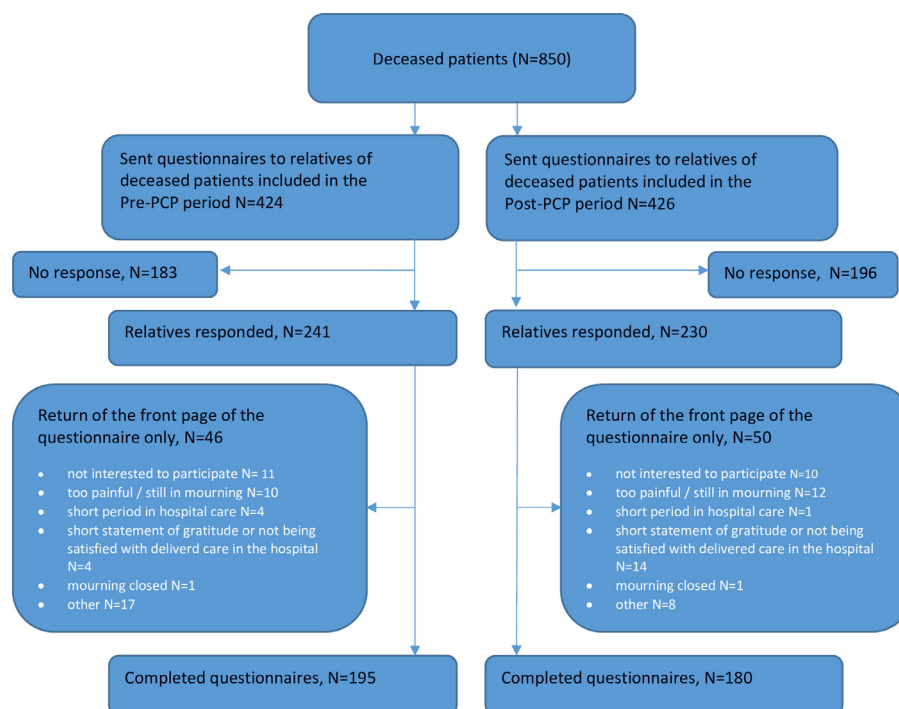 Deceased patients (N=850)
Sent questionnaires to relatives of
deceased patients included in the
Pre-PCP period N=424
Sent questionnaires to relatives of
deceased patients included in the
Post-PCP period N=426
No response, N=183
No response,  N=196
Relatives responded, N=241
Relatives responded, N=230
Return of the front page of the
questionnaire only, N=46
• not interested to participate N= 11
• too painful / still in mourning N=10
• short period in hospital care N=4
• short statement of gratitude or not being
satisfied with deliverd care in the hospital
N=4
• mourning closed N=1
• other N=17
Return of the front page of the
questionnaire only, N=50
• not interested to participate N=10
• too painful / still in mourning N=12
• short period in hospital care N=1
• short statement of gratitude or not being
satisfied with delivered care in the hospital
N=14
• mourning closed N=1
• other N=8
Completed questionnaires, N=195
Completed questionnaires, N=180